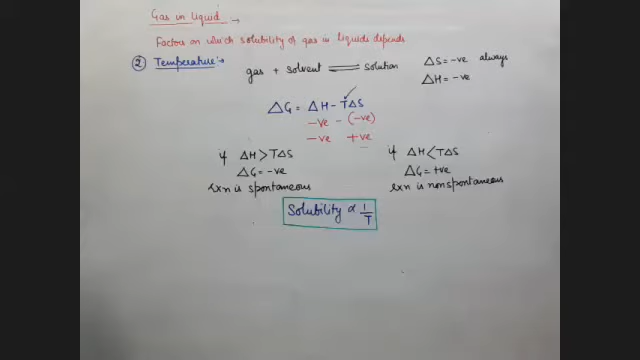 Gas in liquid :-
Factors on which solubility of gas in liquids depends
② Temperature :-
gas + solvent ⇌ solution
ΔS = -ve always
ΔH = -ve
ΔG = ΔH - TΔS
-ve - (-ve)
-ve +ve
if ΔH > TΔS
ΔG = -ve
rxn is spontaneous
if ΔH < TΔS
ΔG = +ve
rxn is nonspontaneous
Solubility ∝ 1/T